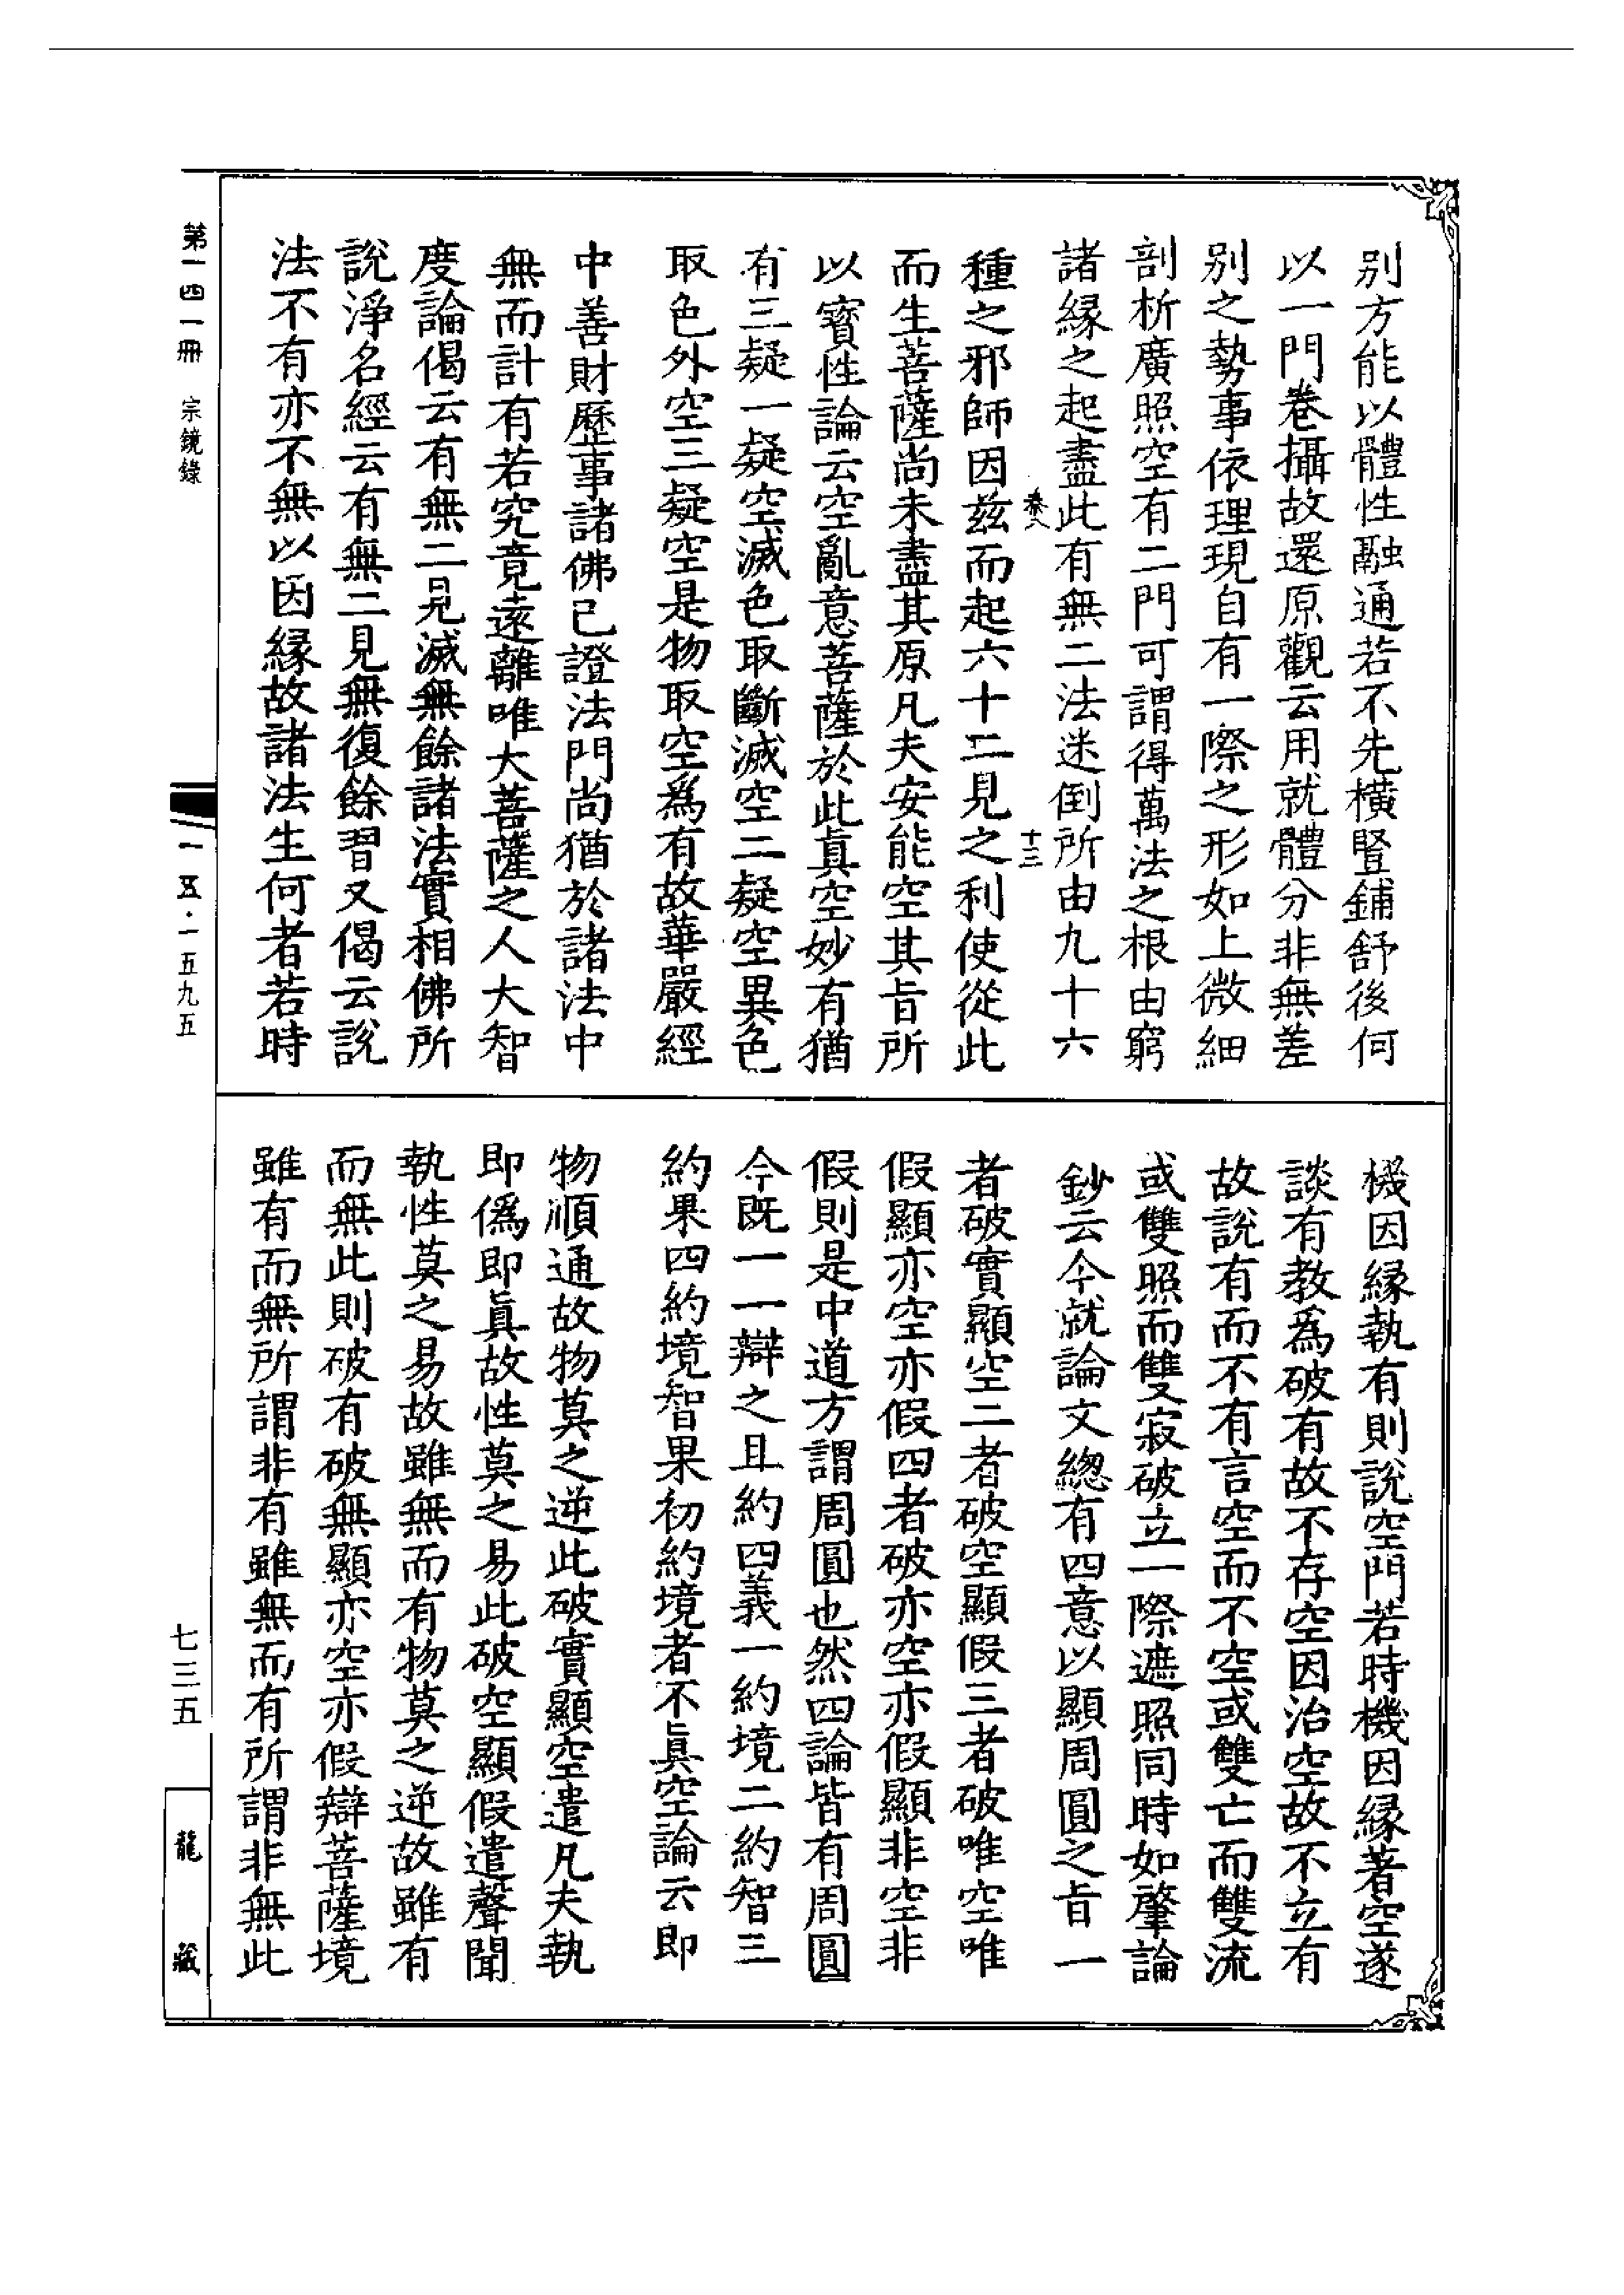 别方能以體性融通若不先橫豎鋪舒後何
以一門卷攝故還原觀云用就體分非無差
别之勢事依理現自有一際之形如上微細
剖析廣照空有二門可謂得萬法之根由窮
諸緣之起盡此有無二法迷倒所由九十六
卷八 十三
種之邪師因兹而起六十二見之利使從此
而生菩薩尚未盡其原凡夫安能空其旨所
以寶性論云空亂意菩薩於此眞空妙有猶
有三疑一疑空滅色取斷滅空二疑空異色
取色外空三疑空是物取空為有故華嚴經
中善財歷事諸佛已證法門尚猶於諸法中
無而計有若究竟遠離唯大菩薩之人大智
度論偈云有無二見滅無餘諸法實相佛所
說淨名經云有無二見無復餘習又偈云說
法不有亦不無以因緣故諸法生何者若時
機因緣執有則說空門若時機因緣著空遂
談有教為破有故不存空因治空故不立有
故說有而不有言空而不空或雙亡而雙流
或雙照而雙寂破立一際遮照同時如肇論
鈔云今就論文緫有四意以顯周圓之旨一
者破實顯空二者破空顯假三者破唯空唯
假顯亦空亦假四者破亦空亦假顯非空非
假則是中道方謂周圓也然四論皆有周圓
今既一一辯之且約四義一約境二約智三
約果四約境智果初約境者不眞空論云即
物順通故物莫之逆此破實顯空遣凡夫執
即偽即眞故性莫之易此破空顯假遣聲聞
執性莫之易故雖無而有物莫之逆故雖有
而無此則破有破無顯亦空亦假辯菩薩境
雖有而無所謂非有雖無而有所謂非無此
第一四一冊 宗鏡錄
一五·一五九五
七三五
龍藏